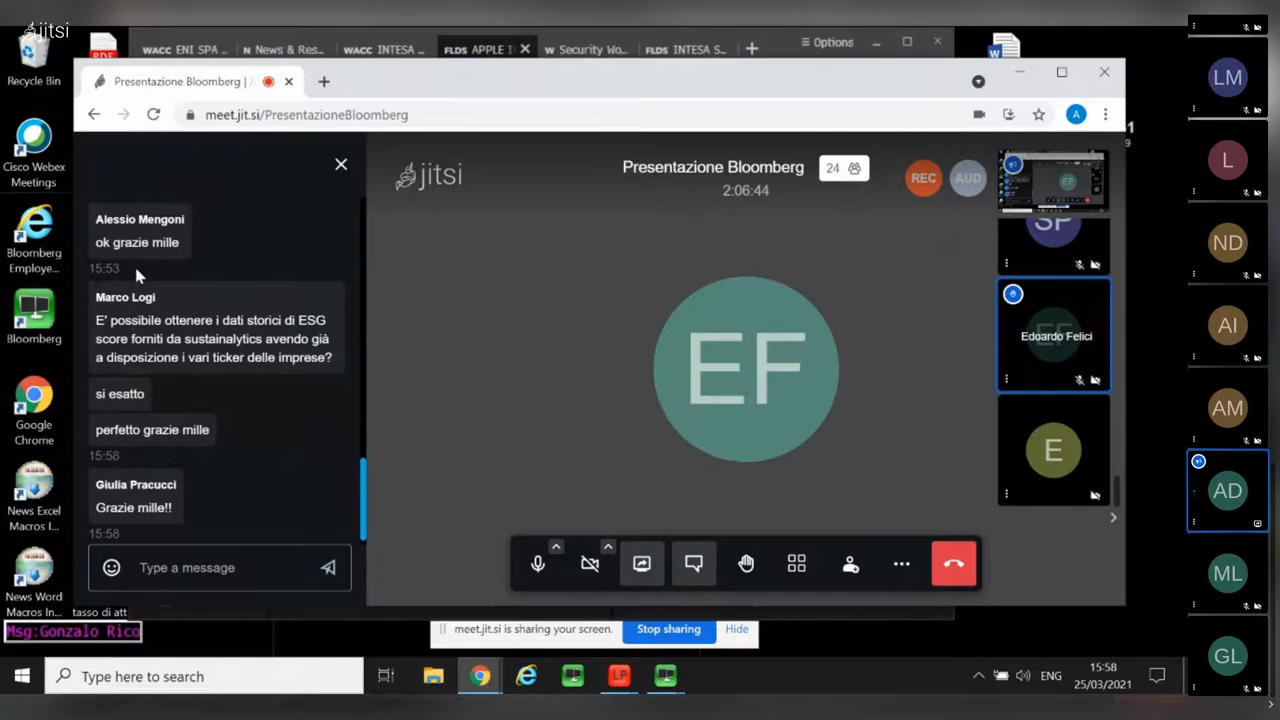 jitsi
Recycle Bin
WACC ENI SPA
N News & Res...
WACC INTESA ...
FLDS APPLE I
W Security Wo...
FLDS INTESA S...
Options
Presentazione Bloomberg |
meet.jit.si/PresentazioneBloomberg
A
Cisco Webex
Meetings
Bloomberg
Employe...
Bloomberg
Google
Chrome
News Excel
Macros I...
News Word
Macros In...
tasso di att
Msg:Gonzalo Rico
Alessio Mengoni
ok grazie mille
15:53
Marco Logi
E' possibile ottenere i dati storici di ESG
score forniti da sustainalytics avendo già
a disposizione i vari ticker delle imprese?
si esatto
perfetto grazie mille
15:58
Giulia Pracucci
Grazie mille!!
15:58
Type a message
jitsi
Presentazione Bloomberg
24
2:06:44
REC
AUD
EF
SP
Edoardo Felici
E
1
9
meet.jit.si is sharing your screen.
Stop sharing
Hide
Type here to search
LP
ENG
15:58
25/03/2021
LM
L
ND
AI
AM
AD
ML
GL